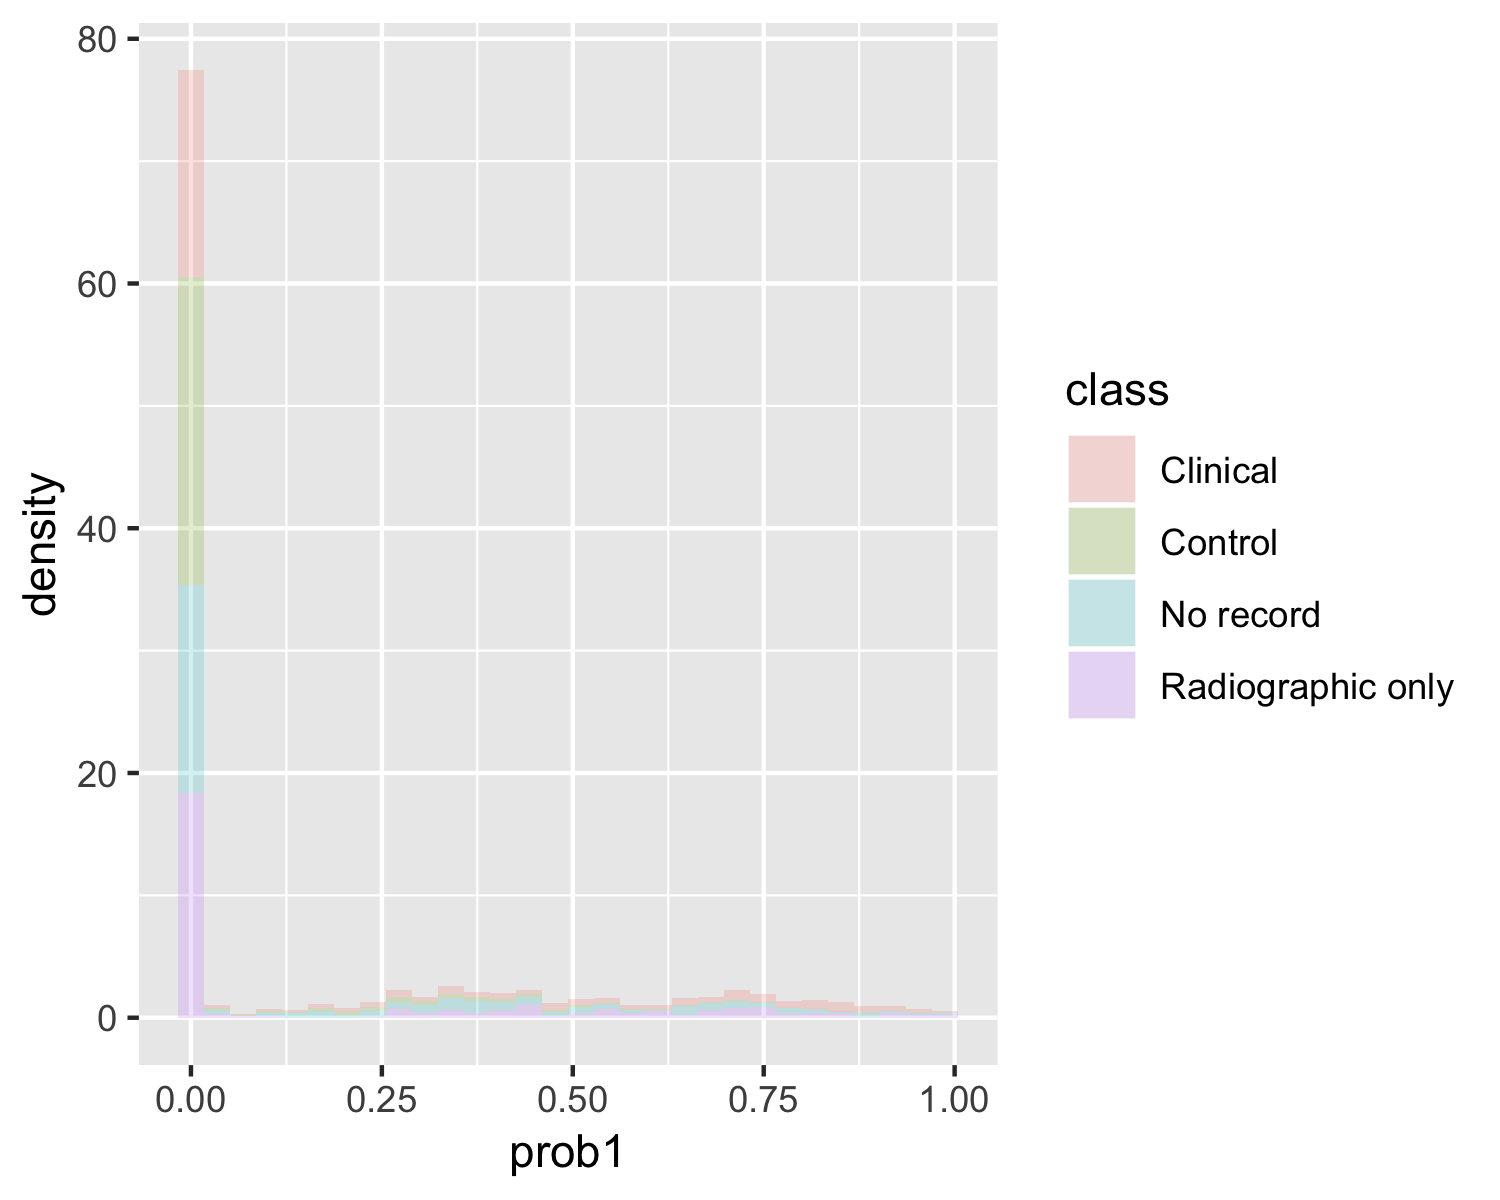 80
60
40
20
0
density
0.00 0.25 0.50 0.75 1.00
prob1
class
Clinical
Control
No record
Radiographic only